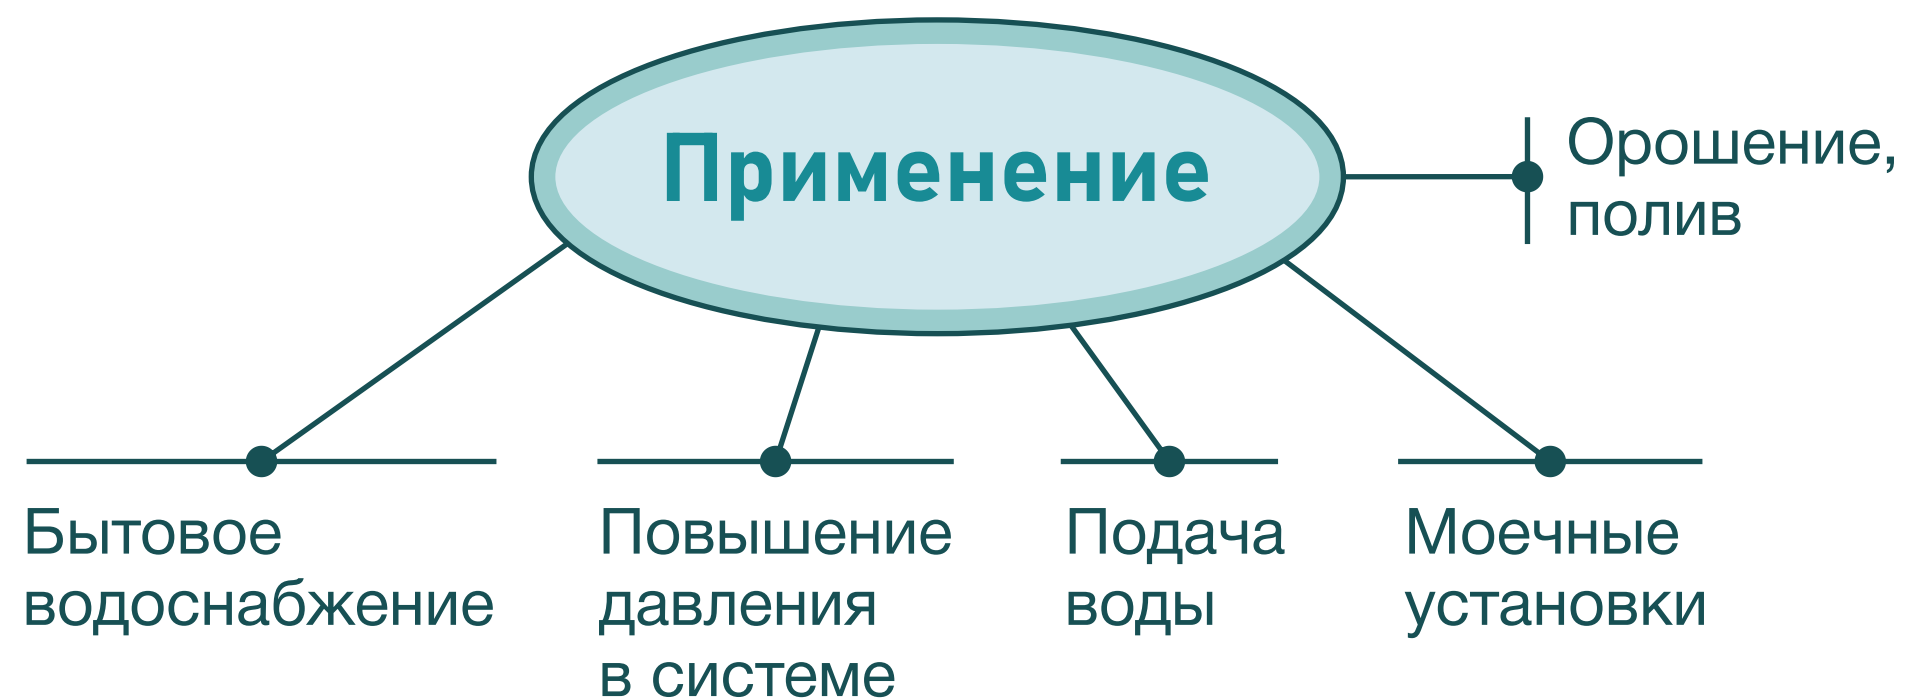 Применение
Орошение,
полив
Бытовое
водоснабжение
Повышение
давления
в системе
Подача
воды
Моечные
установки